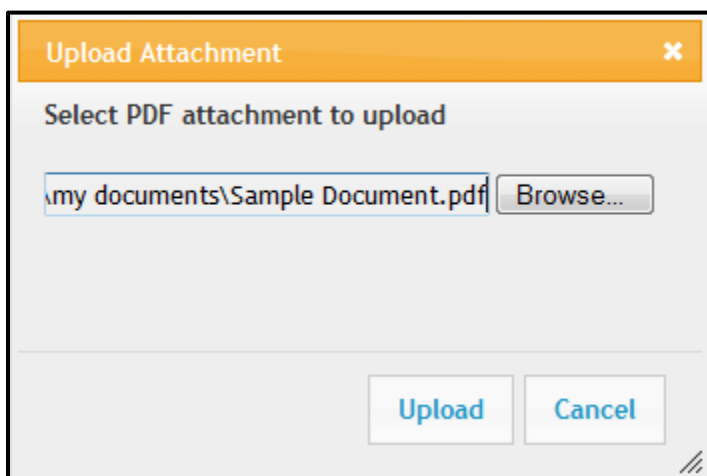 Upload Attachment
Select PDF attachment to upload
\my documents\Sample Document.pdf Browse...
Upload Cancel